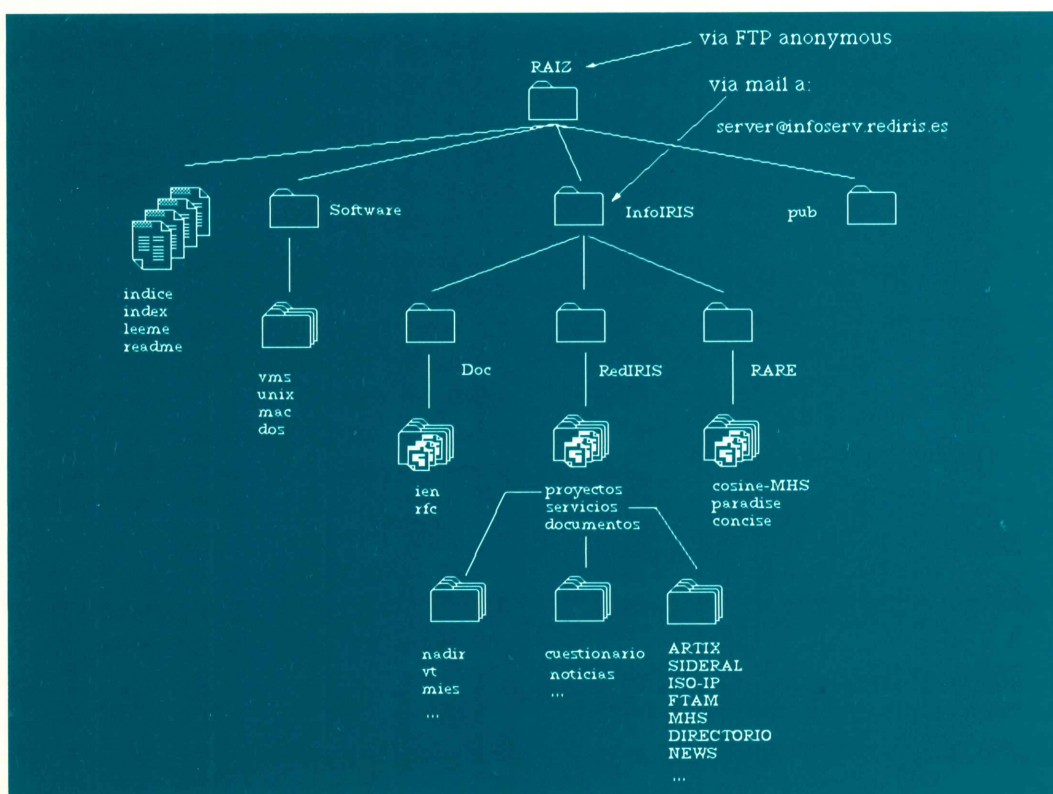 via FTP anonymous
RAIZ
via mail a:
server@infoserv.rediris.es
Software
InfoIRIS
pub
indice
index
leeme
readme
vms
unix
mac
dos
Doc
RedIRIS
RARE
ien
rfc
proyectos
servicios
documentos
cosine-MHS
paradise
concise
nadir
vt
mies
...
cuestionario
noticias
...
ARTIX
SIDERAL
ISO-IP
FTAM
MHS
DIRECTORIO
NEWS
...